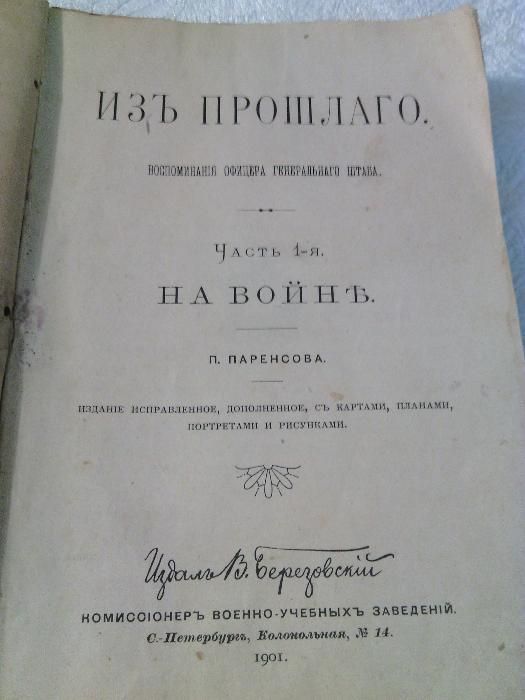 ИЗЪ ПРОШЛАГО.
ВОСПОМИНАНІЯ ОФИЦЕРА ГЕНЕРАЛЬНАГО ШТАБА.
ЧАСТЬ 1-Я.
НА ВОЙНѢ.
П. ПАРЕНСОВА.
ИЗДАНІЕ ИСПРАВЛЕННОЕ, ДОПОЛНЕННОЕ, СЪ КАРТАМИ, ПЛАНАМИ,
ПОРТРЕТАМИ И РИСУНКАМИ.
Издалъ В. Березовскій
КОМИССІОНЕРЪ ВОЕННО-УЧЕБНЫХЪ ЗАВЕДЕНІЙ.
С.-Петербургъ, Колокольная, № 14.
1901.